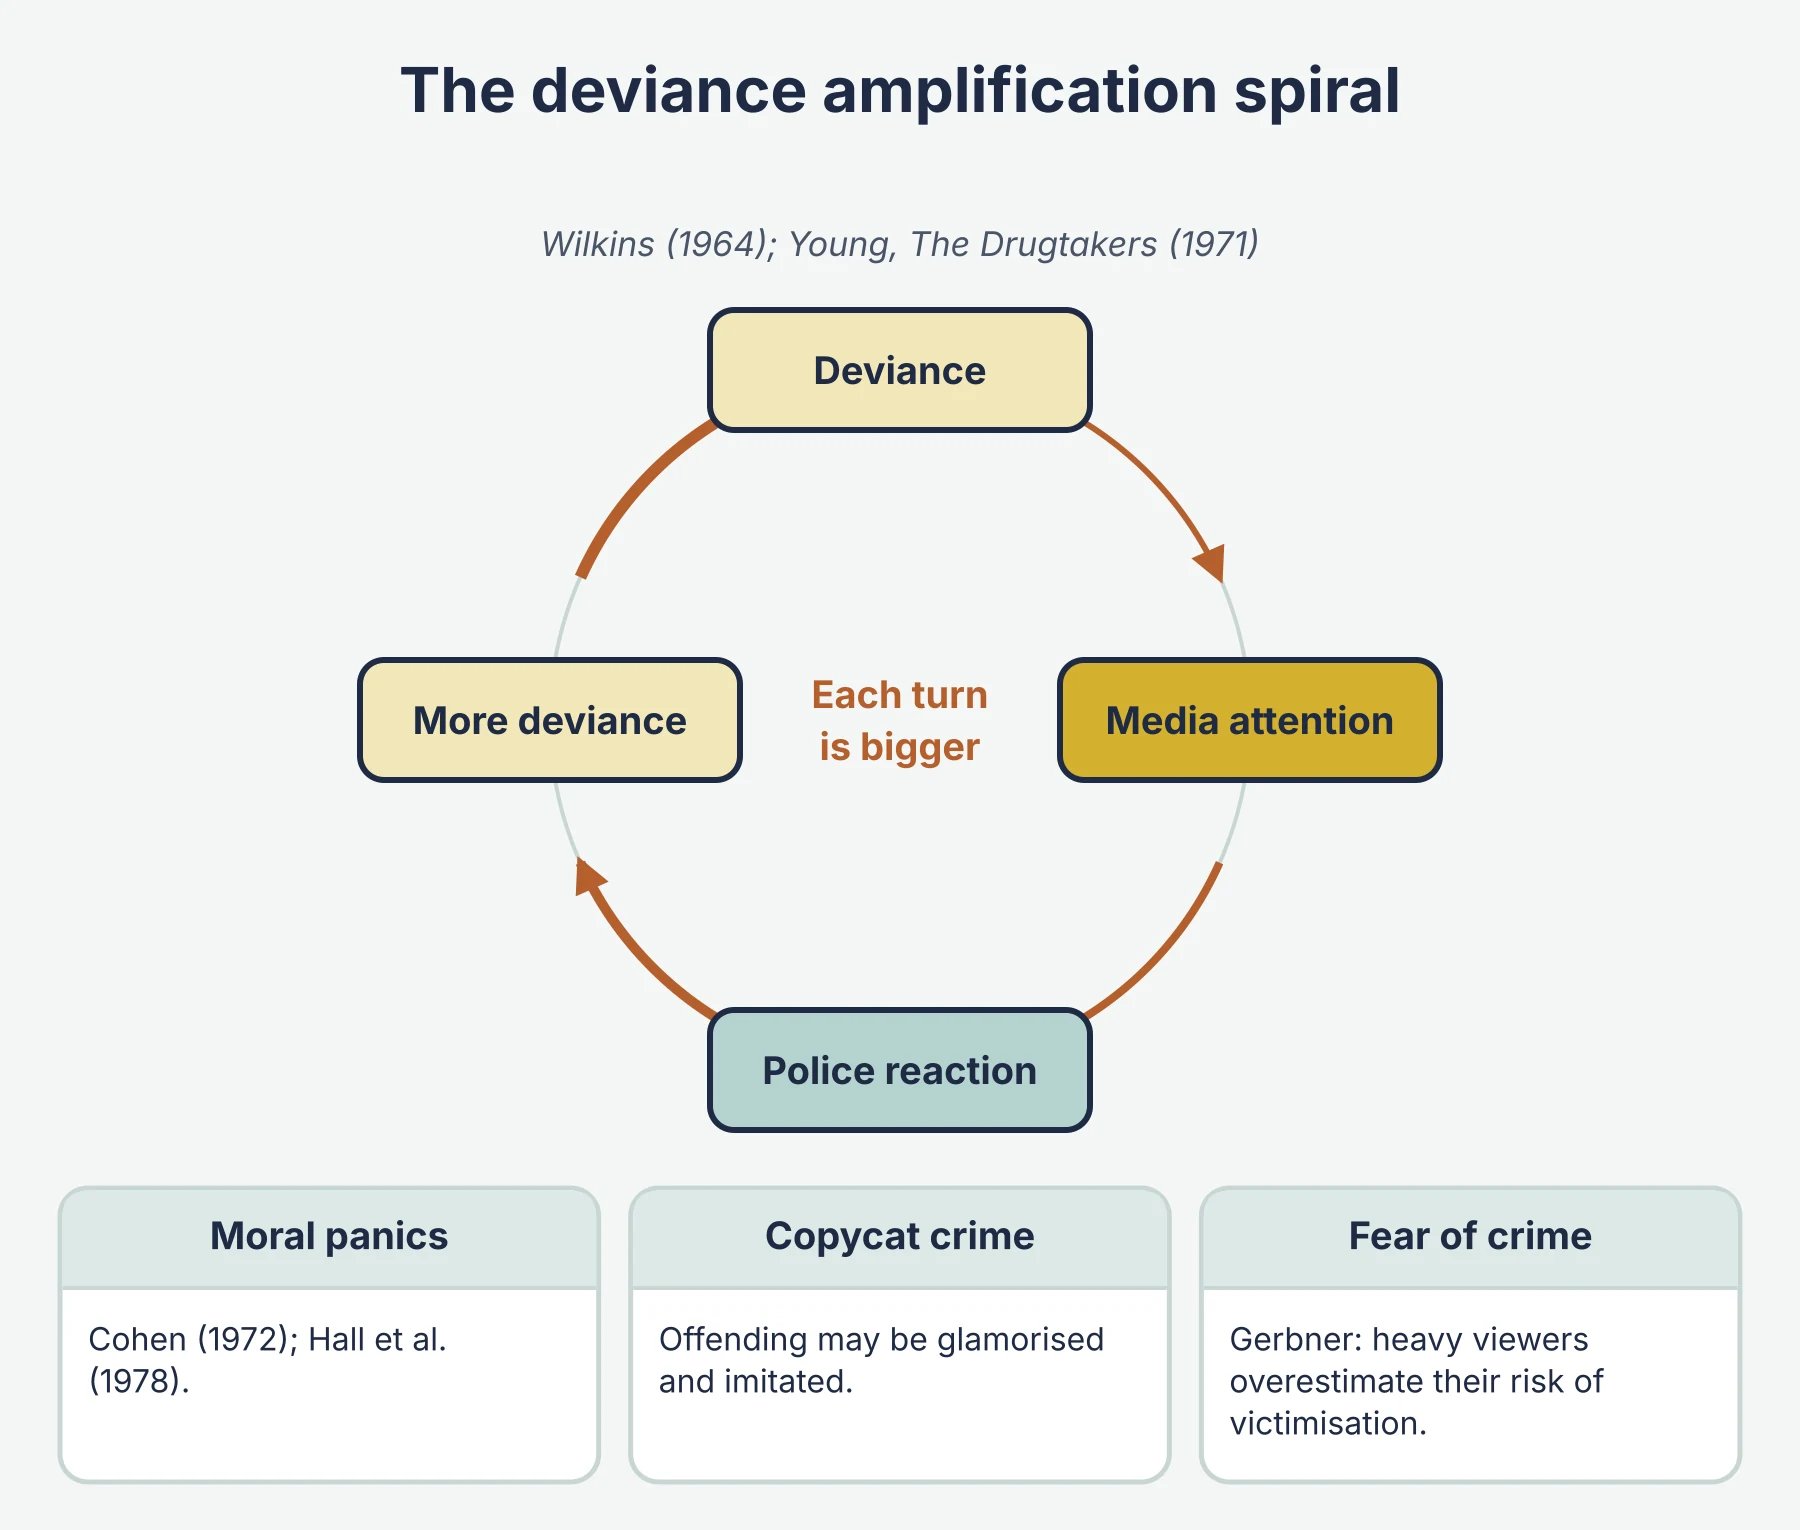 The deviance amplification spiral
Wilkins (1964); Young, The Drugtakers (1971)
Deviance
More deviance
Each turn
is bigger
Media attention
Police reaction
Moral panics
Cohen (1972); Hall et al.
(1978).
Copycat crime
Offending may be glamorised
and imitated.
Fear of crime
Gerbner: heavy viewers
overestimate their risk of
victimisation.